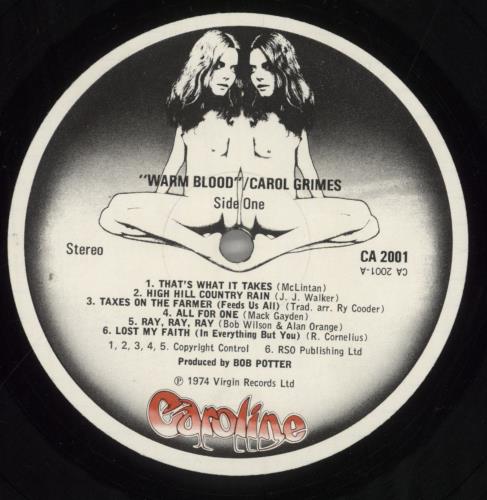 "WARM BLOOD"/CAROL GRIMES
Side One
Stereo
CA 2001
CA 2001-A
1. THAT'S WHAT IT TAKES (McLintan)
2. HIGH HILL COUNTRY RAIN (J. J. Walker)
3. TAXES ON THE FARMER (Feeds Us All) (Trad. arr. Ry Cooder)
4. ALL FOR ONE (Mack Gayden)
5. RAY, RAY, RAY (Bob Wilson & Alan Orange)
6. LOST MY FAITH (In Everything But You) (R. Cornelius)
1, 2, 3, 4, 5. Copyright Control 6. RSO Publishing Ltd
Produced by BOB POTTER
℗ 1974 Virgin Records Ltd
Caroline